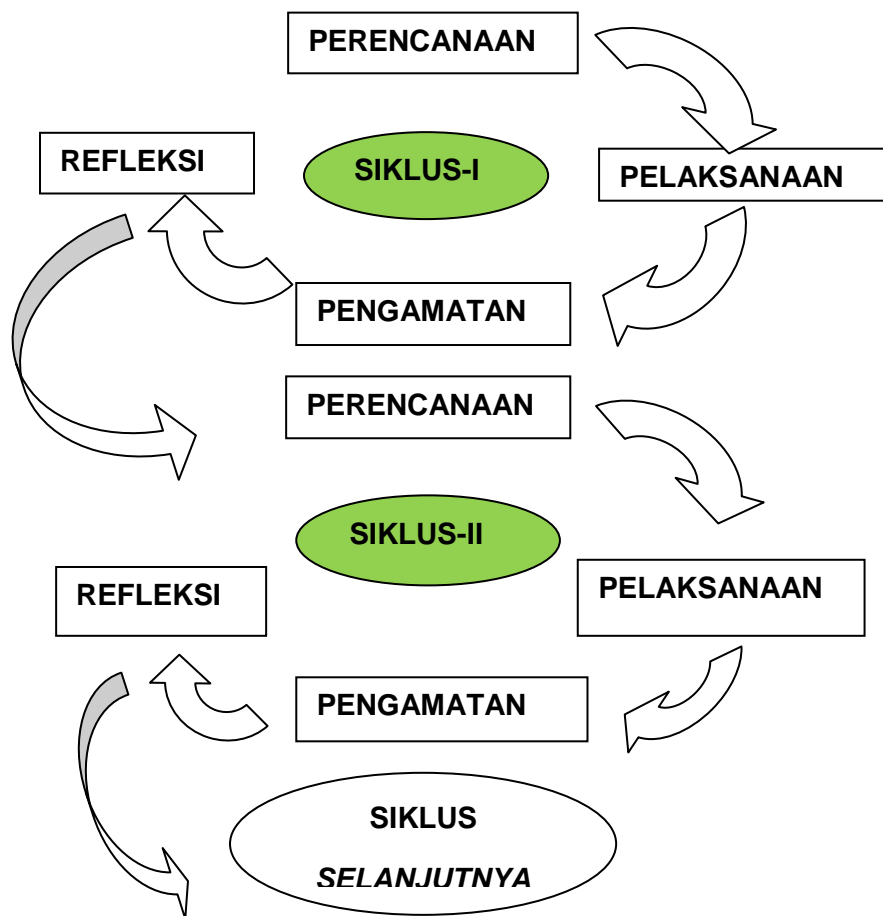 PERENCANAAN
REFLEKSI
SIKLUS-I
PELAKSANAAN
PENGAMATAN
PERENCANAAN
SIKLUS-II
REFLEKSI
PELAKSANAAN
PENGAMATAN
SIKLUS
SELANJUTNYA